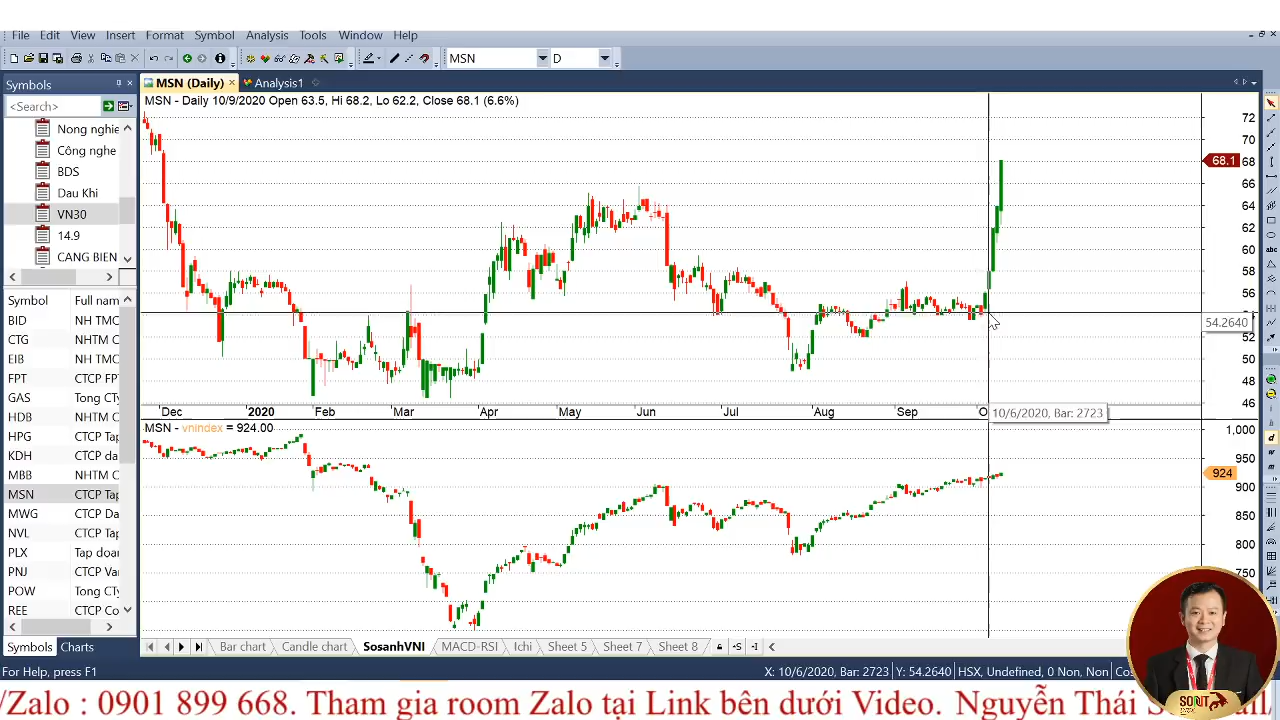 File Edit View Insert Format Symbol Analysis Tools Window Help
MSN D
Symbols
MSN (Daily) Analysis1
<Search>
MSN - Daily 10/9/2020 Open 63.5, Hi 68.2, Lo 62.2, Close 68.1 (6.6%)
Nong nghie
Công nghe
BDS
Dau Khi
VN30
14.9
CANG BIEN
Symbol Full nam
BID NH TMC
CTG NHTM C
EIB NH TMC
FPT CTCP FP
GAS Tong CT
HDB NHTM C
HPG CTCP Ta
KDH CTCP da
MBB NHTM C
MSN CTCP Tap
MWG CTCP Da
NVL CTCP Ta
PLX Tap doan
PNJ CTCP Va
POW Tong CT
REE CTCP Co
Symbols Charts
72
70
68.1 68
66
64
62
60
58
56
54.2640
52
50
48
46
Dec 2020 Feb Mar Apr May Jun Jul Aug Sep O 10/6/2020, Bar: 2723
MSN - vnindex = 924.00
1,000
950
924
900
850
800
750
Bar chart Candle chart SosanhVNI MACD-RSI Ichi Sheet 5 Sheet 7 Sheet 8
For Help, press F1 X: 10/6/2020, Bar: 2723 Y: 54.2640 HSX, Undefined, 0 Non, Non Cos
/Zalo : 0901 899 668. Tham gia room Zalo tại Link bên dưới Video. Nguyễn Thái